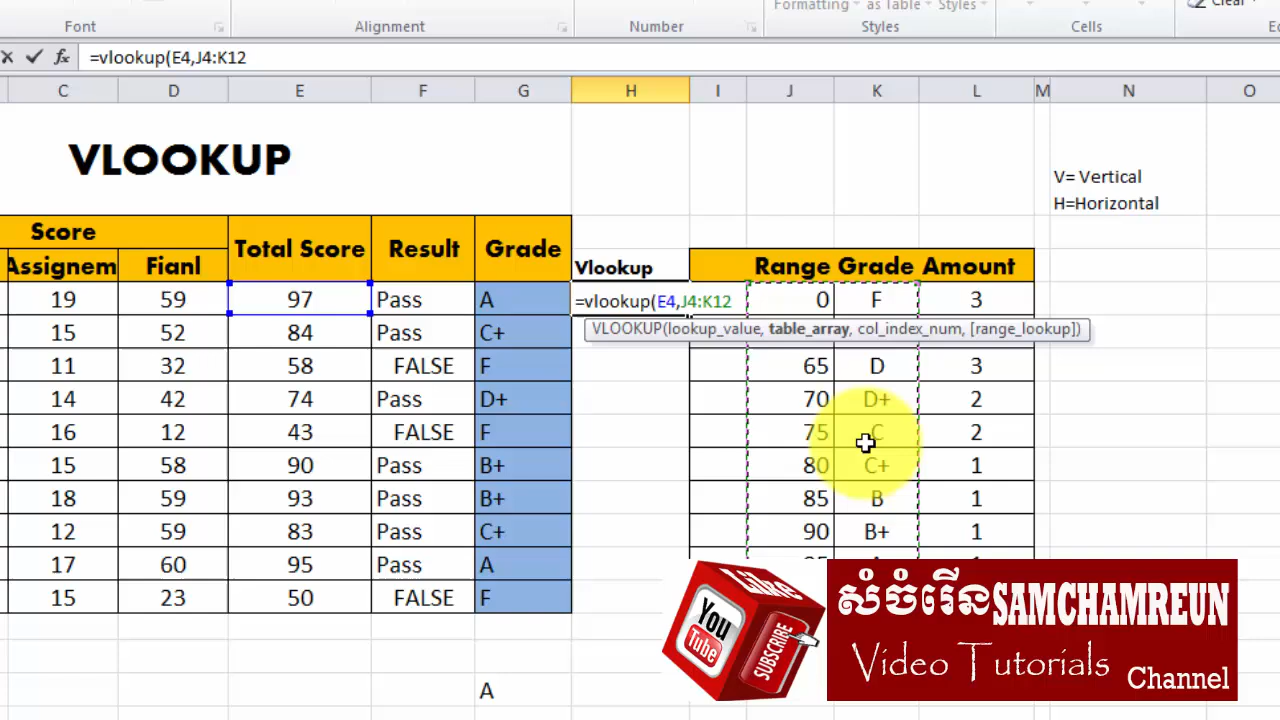 Formatting as Table Styles Clear
Font Alignment Number Styles Cells
=vlookup(E4,J4:K12
C D E F G H I J K L M N O
VLOOKUP
V= Vertical
H=Horizontal
Score Total Score Result Grade
Assignem Fianl Vlookup Range Grade Amount
19 59 97 Pass A =vlookup(E4,J4:K12 0 F 3
15 52 84 Pass C+ VLOOKUP(lookup_value, table_array, col_index_num, [range_lookup])
11 32 58 FALSE F 65 D 3
14 42 74 Pass D+ 70 D+ 2
16 12 43 FALSE F 75 C 2
15 58 90 Pass B+ 80 C+ 1
18 59 93 Pass B+ 85 B 1
12 59 83 Pass C+ 90 B+ 1
17 60 95 Pass A
15 23 50 FALSE F
A
Like
You
Tube
SUBSCRIBE
សំចំរើនSAMCHAMREUN
Video Tutorials
Channel